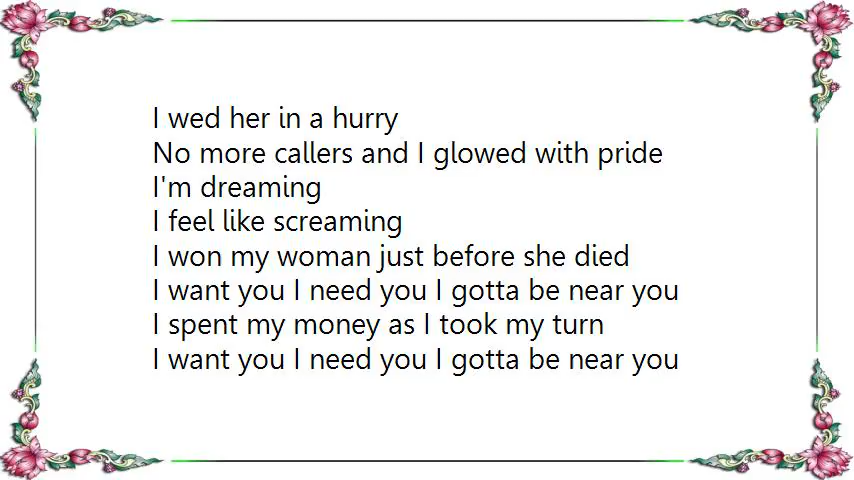 I wed her in a hurry
No more callers and I glowed with pride
I'm dreaming
I feel like screaming
I won my woman just before she died
I want you I need you I gotta be near you
I spent my money as I took my turn
I want you I need you I gotta be near you